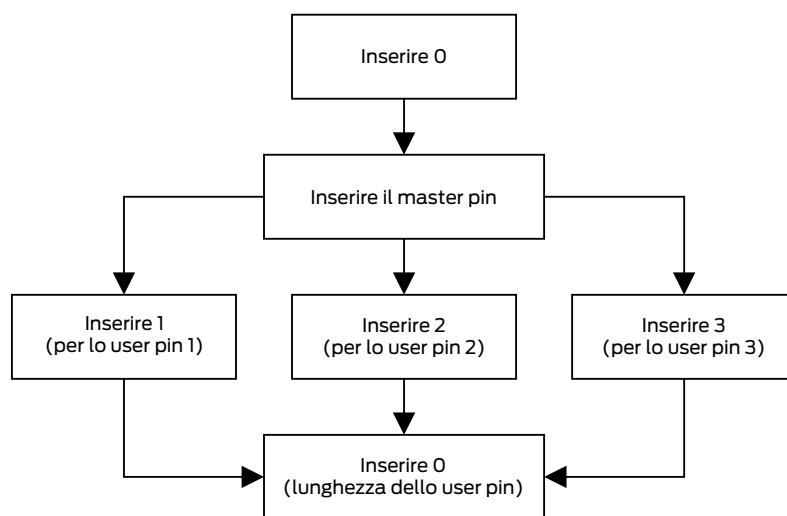 Inserire 0
Inserire il master pin
Inserire 1
(per lo user pin 1)
Inserire 2
(per lo user pin 2)
Inserire 3
(per lo user pin 3)
Inserire 0
(lunghezza dello user pin)